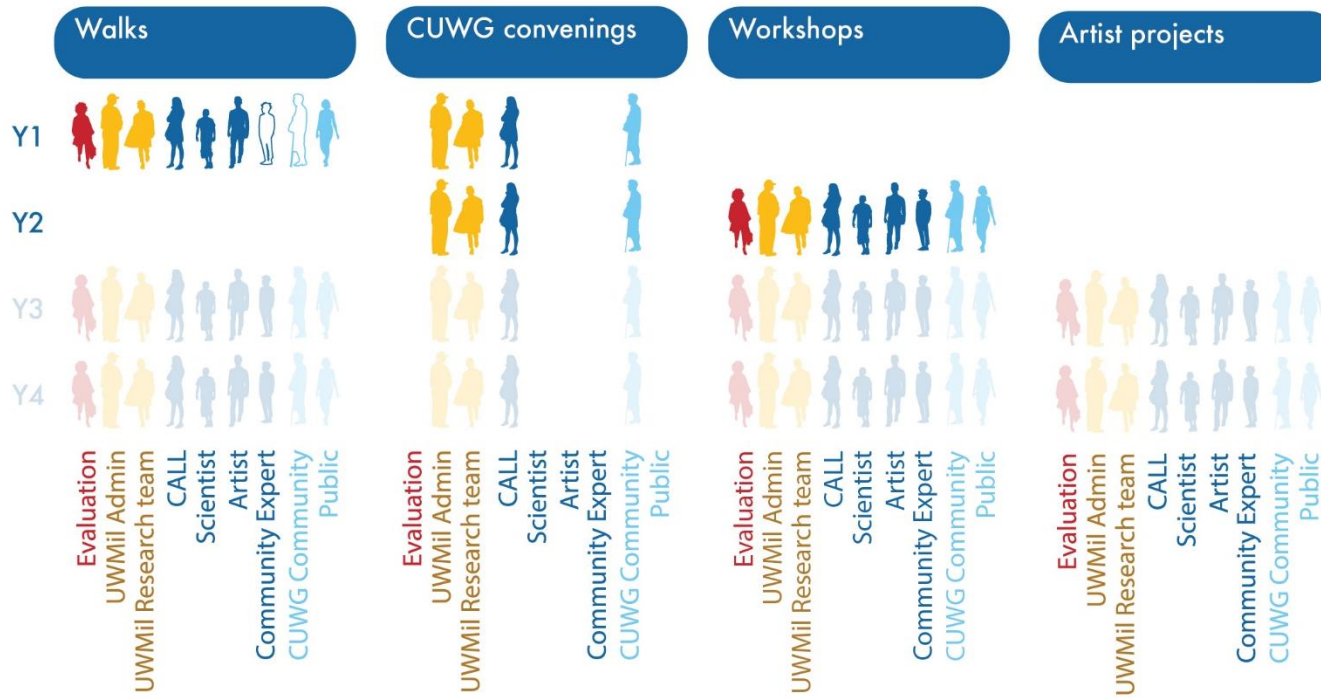 Walks
CUWG convenings
Workshops
Artist projects
Y1
Y2
Y3
Y4
Evaluation
UWMil Admin
UWMil Research team
CALL
Scientist
Artist
Community Expert
CUWG Community
Public
Evaluation
UWMil Admin
UWMil Research team
CALL
Scientist
Artist
Community Expert
CUWG Community
Public
Evaluation
UWMil Admin
UWMil Research team
CALL
Scientist
Artist
Community Expert
CUWG Community
Public
Evaluation
UWMil Admin
UWMil Research team
CALL
Scientist
Artist
Community Expert
CUWG Community
Public